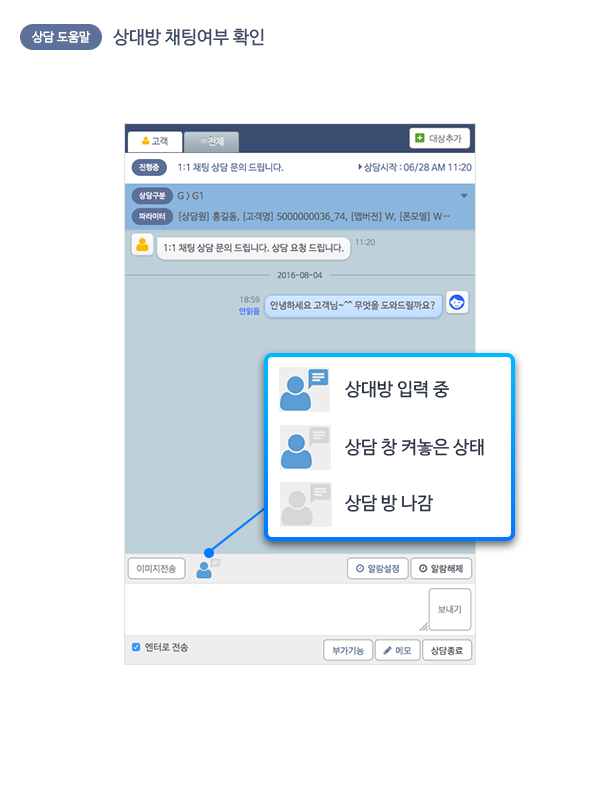 상담 도움말 상대방 채팅여부 확인
고객 전체 대상추가
진행중 1:1 채팅 상담 문의 드립니다. 상담시작 : 06/28 AM 11:20
상담구분 G > G1
파라미터 [상담원] 홍길동, [고객명] 5000000036_74, [앱버전] W, [폰모델] W…
1:1 채팅 상담 문의 드립니다. 상담 요청 드립니다. 11:20
2016-08-04
18:59
안읽음
안녕하세요 고객님~^^ 무엇을 도와드릴까요?
상대방 입력 중
상담 창 켜놓은 상태
상담 방 나감
이미지전송 알람설정 알람해제
보내기
엔터로 전송 부가기능 메모 상담종료